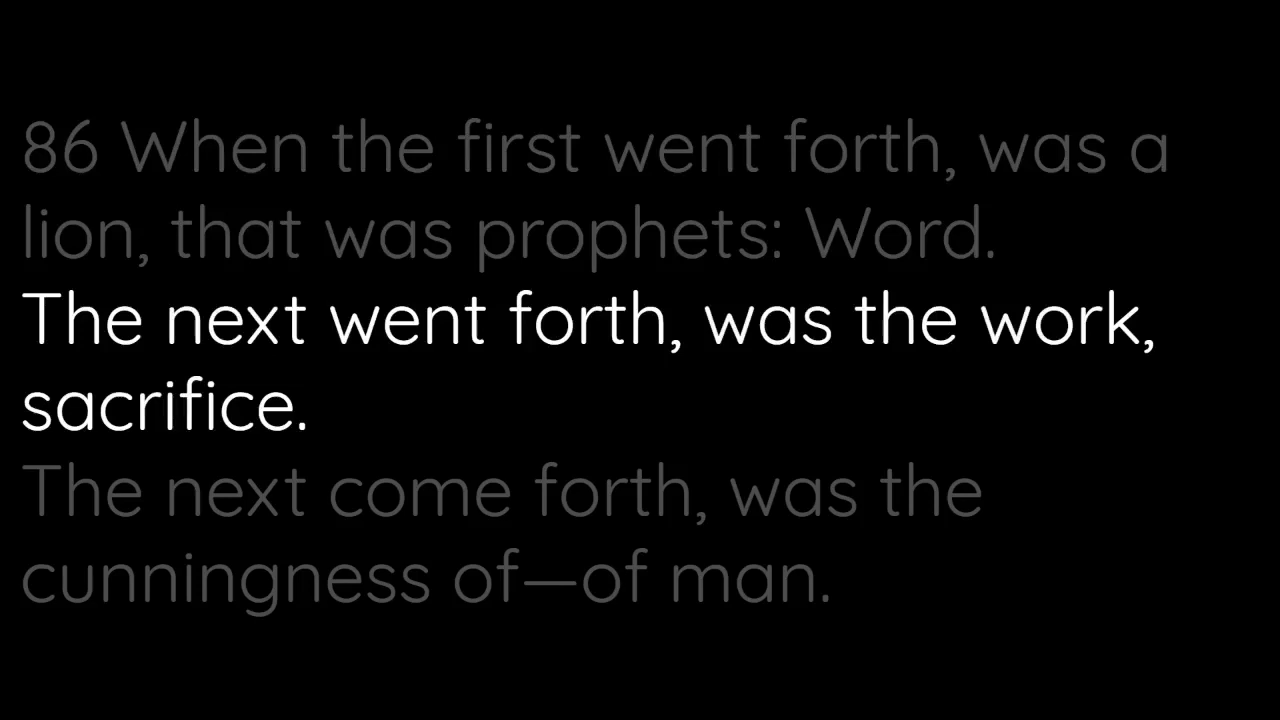 86 When the first went forth, was a
lion, that was prophets: Word.
The next went forth, was the work,
sacrifice.
The next come forth, was the
cunningness of—of man.